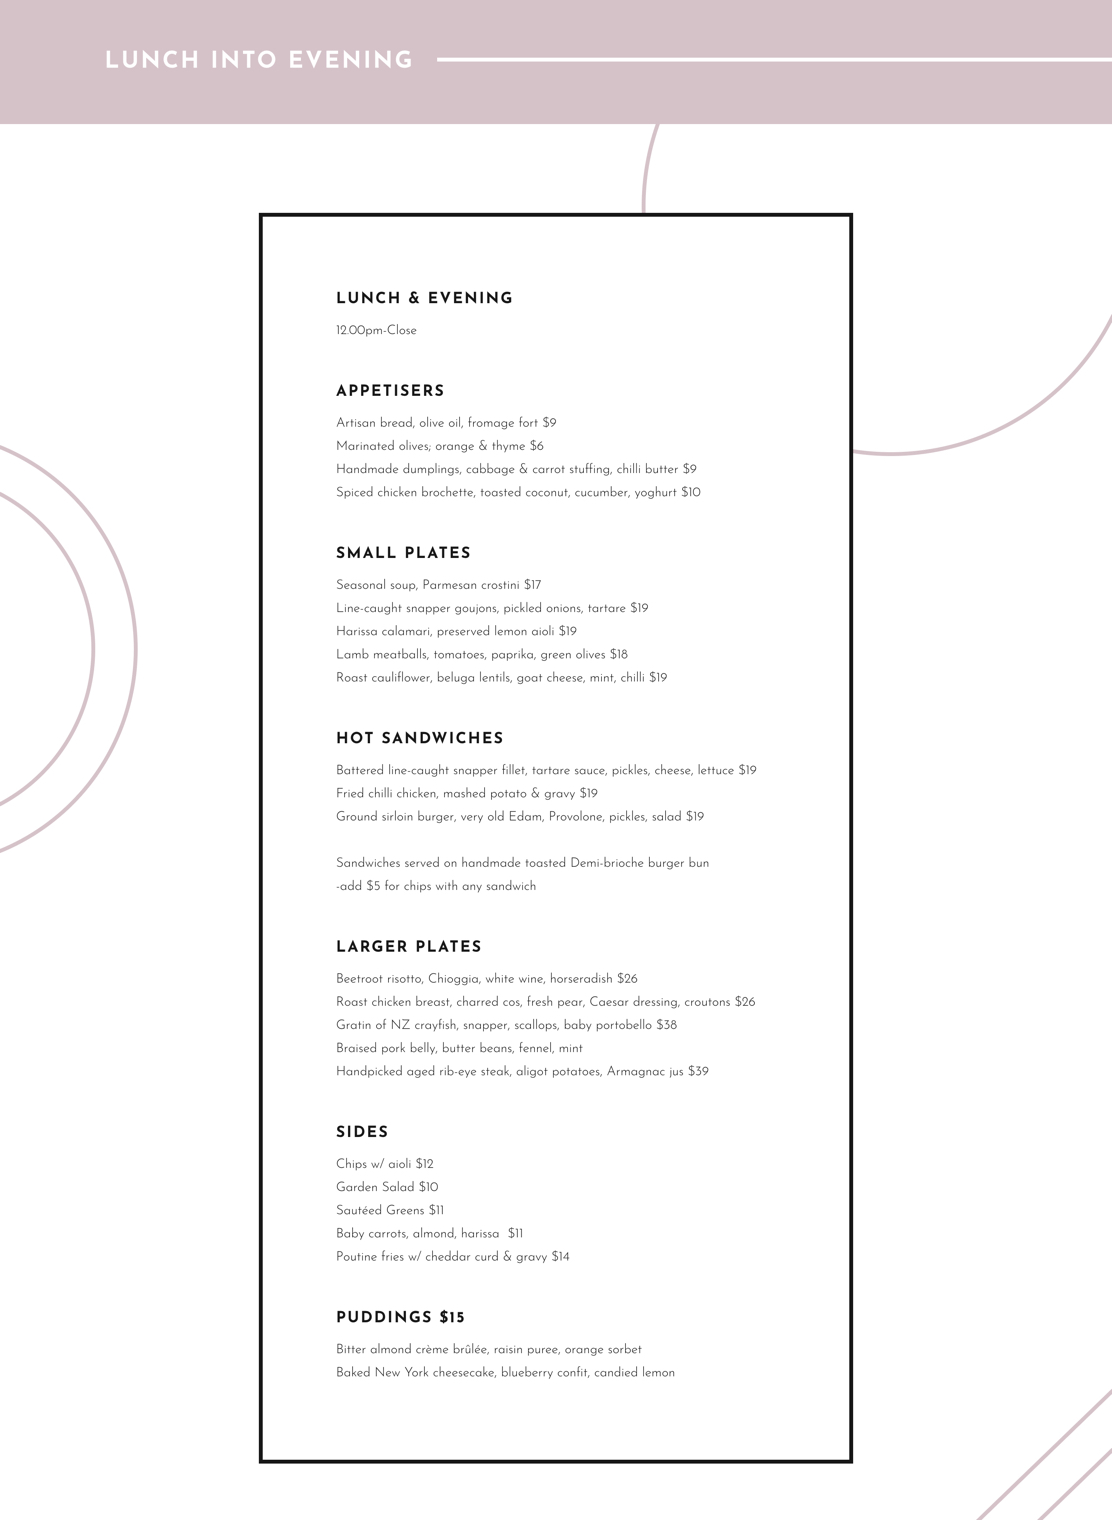 LUNCH INTO EVENING
LUNCH & EVENING
12.00pm-Close
APPETISERS
Artisan bread, olive oil, fromage fort $9
Marinated olives; orange & thyme $6
Handmade dumplings, cabbage & carrot stuffing, chilli butter $9
Spiced chicken brochette, toasted coconut, cucumber, yoghurt $10
SMALL PLATES
Seasonal soup, Parmesan crostini $17
Line-caught snapper goujons, pickled onions, tartare $19
Harissa calamari, preserved lemon aioli $19
Lamb meatballs, tomatoes, paprika, green olives $18
Roast cauliflower, beluga lentils, goat cheese, mint, chilli $19
HOT SANDWICHES
Battered line-caught snapper fillet, tartare sauce, pickles, cheese, lettuce $19
Fried chilli chicken, mashed potato & gravy $19
Ground sirloin burger, very old Edam, Provolone, pickles, salad $19
Sandwiches served on handmade toasted Demi-brioche burger bun
-add $5 for chips with any sandwich
LARGER PLATES
Beetroot risotto, Chioggia, white wine, horseradish $26
Roast chicken breast, charred cos, fresh pear, Caesar dressing, croutons $26
Gratin of NZ crayfish, snapper, scallops, baby portobello $38
Braised pork belly, butter beans, fennel, mint
Handpicked aged rib-eye steak, aligot potatoes, Armagnac jus $39
SIDES
Chips w/ aioli $12
Garden Salad $10
Sautéed Greens $11
Baby carrots, almond, harissa  $11
Poutine fries w/ cheddar curd & gravy $14
PUDDINGS $15
Bitter almond crème brûlée, raisin puree, orange sorbet
Baked New York cheesecake, blueberry confit, candied lemon